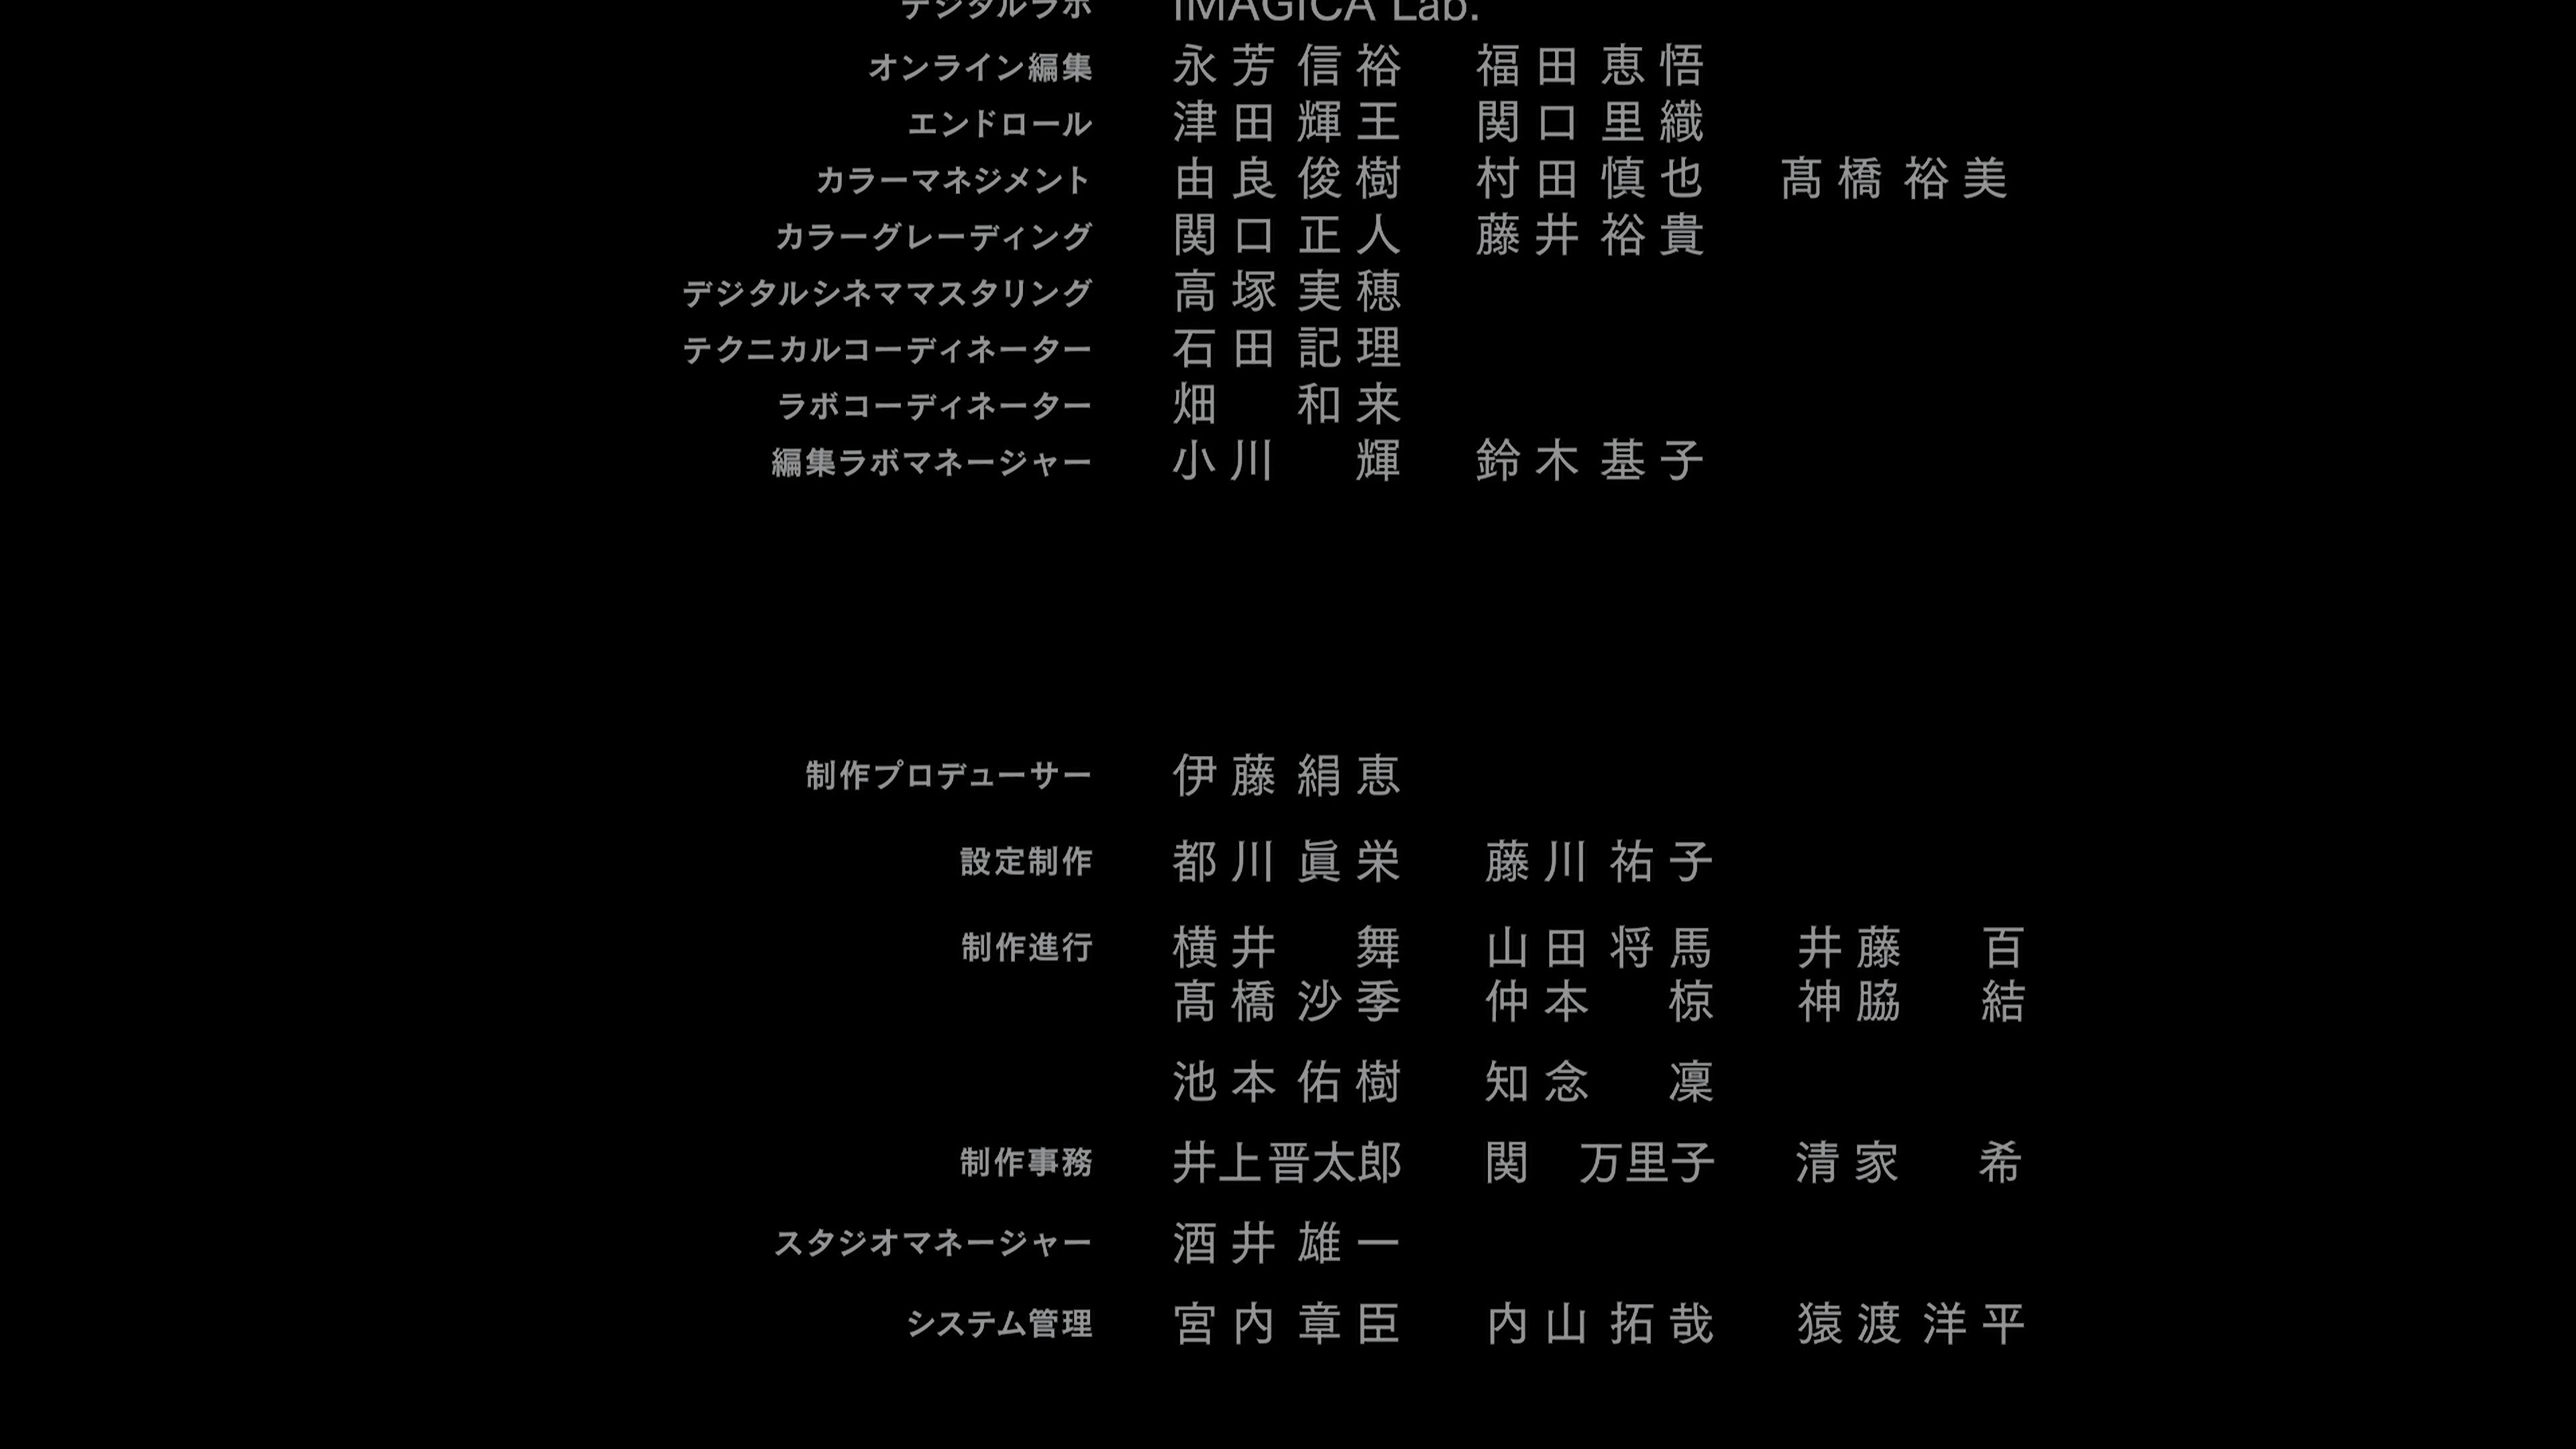 デジタルラボ IMAGICA Lab.
オンライン編集 永芳信裕 福田恵悟
エンドロール 津田輝王 関口里織
カラーマネジメント 由良俊樹 村田慎也 髙橋裕美
カラーグレーディング 関口正人 藤井裕貴
デジタルシネママスタリング 高塚実穂
テクニカルコーディネーター 石田記理
ラボコーディネーター 畑 和来
編集ラボマネージャー 小川 輝 鈴木基子
制作プロデューサー 伊藤絹恵
設定制作 都川眞栄 藤川祐子
制作進行 横井 舞 山田将馬 井藤 百
髙橋沙季 仲本 椋 神脇 結
池本佑樹 知念 凜
制作事務 井上晋太郎 関 万里子 清家 希
スタジオマネージャー 酒井雄一
システム管理 宮内章臣 内山拓哉 猿渡洋平